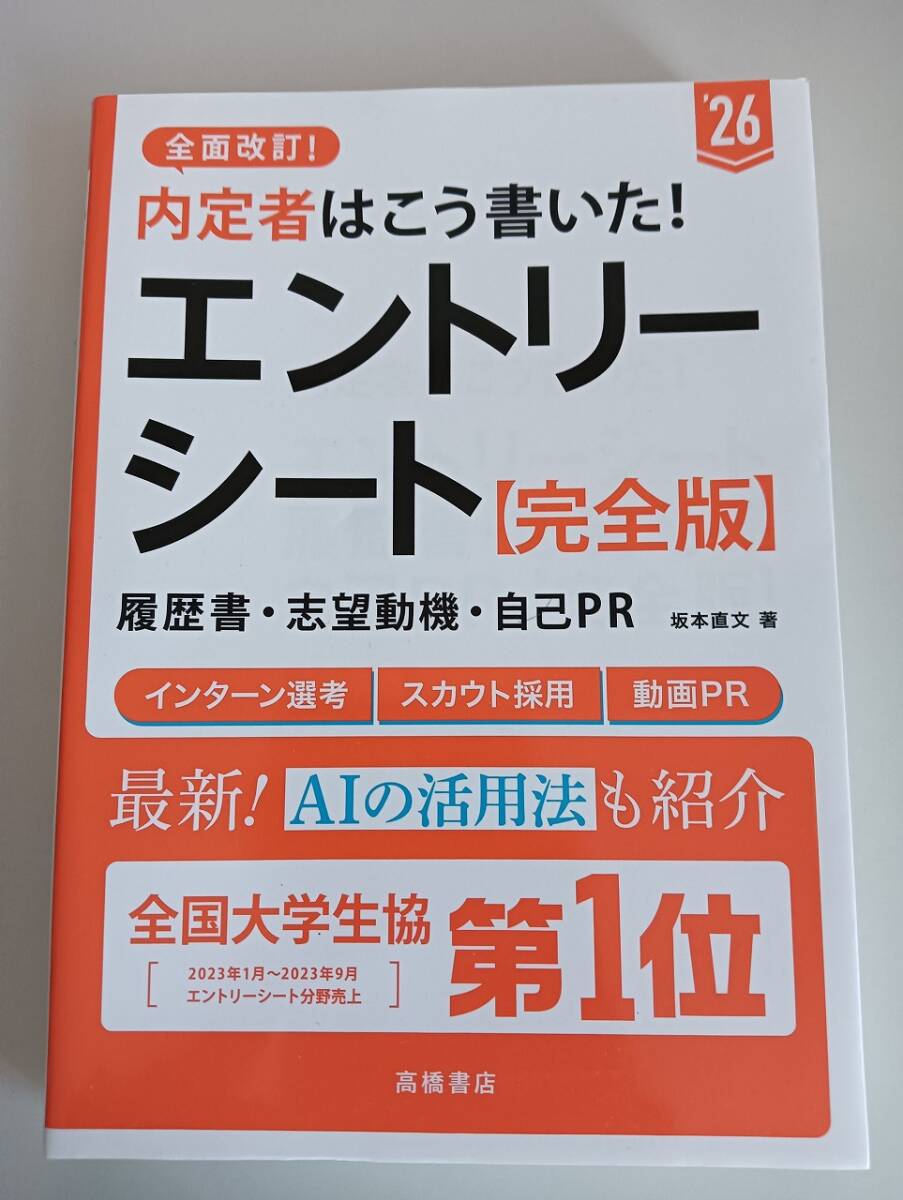 '26
全面改訂!
内定者はこう書いた!
エントリー
シート【完全版】
履歴書・志望動機・自己PR 坂本直文 著
インターン選考 スカウト採用 動画PR
最新! AIの活用法も紹介
全国大学生協
2023年1月〜2023年9月
エントリーシート分野売上
第1位
高橋書店